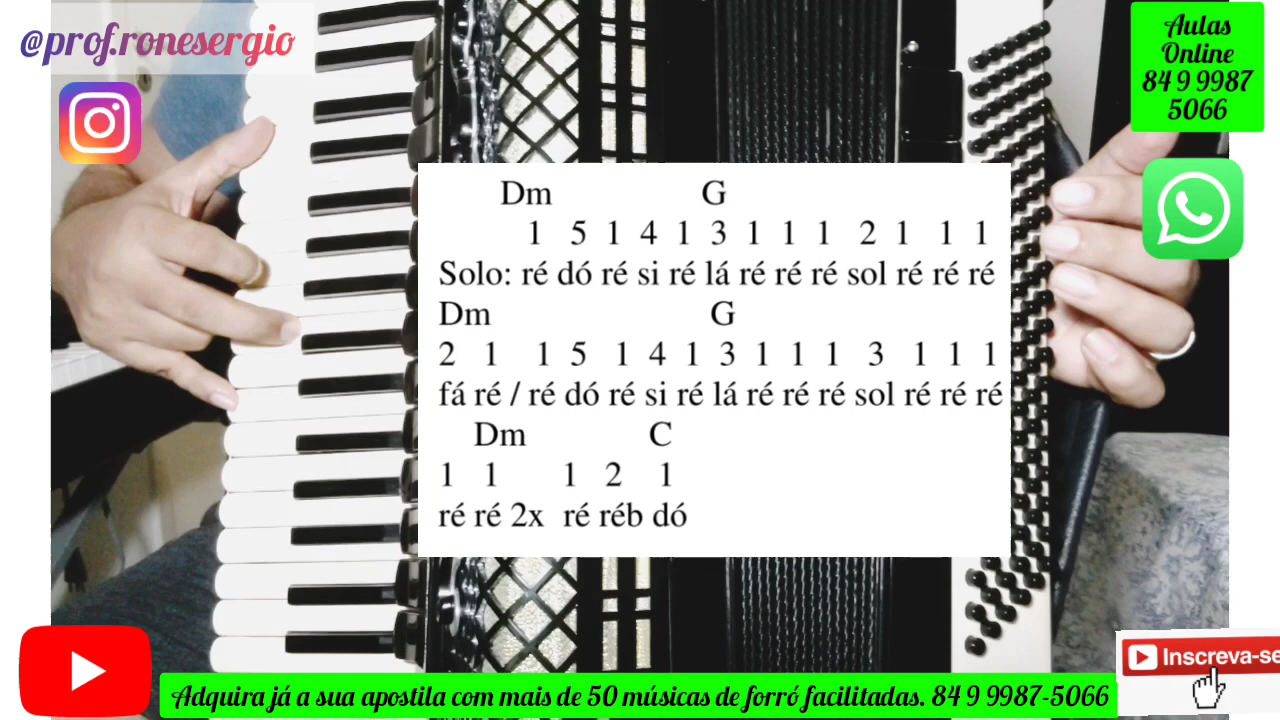 @prof.ronesergio
Aulas
Online
84 9 9987
5066
Dm G
1 5 1 4 1 3 1 1 1 2 1 1 1
Solo: ré dó ré si ré lá ré ré ré sol ré ré ré
Dm G
2 1 1 5 1 4 1 3 1 1 1 3 1 1 1
fá ré / ré dó ré si ré lá ré ré ré sol ré ré ré
Dm C
1 1 1 2 1
ré ré 2x ré réb dó
Inscreva-se
Adquira já a sua apostila com mais de 50 músicas de forró facilitadas. 84 9 9987-5066